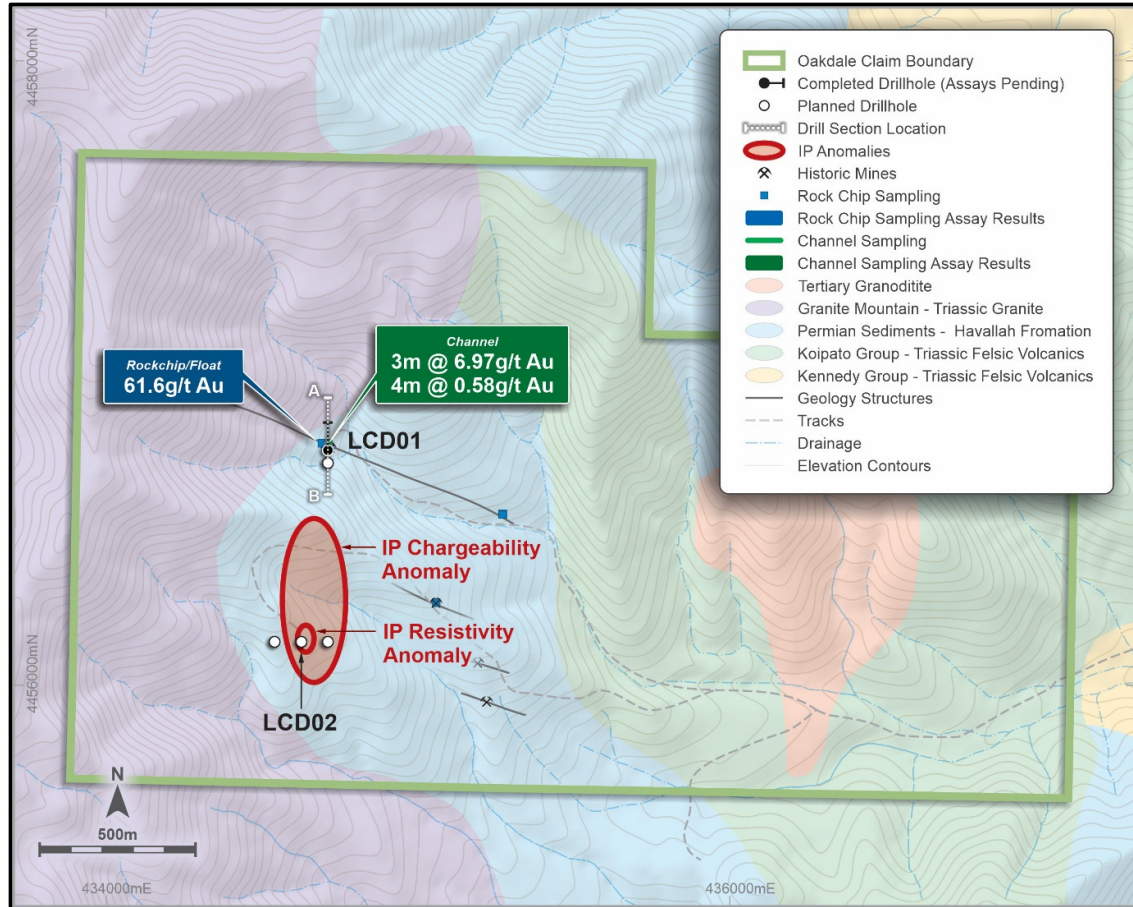 4458000mN
Oakdale Claim Boundary
Completed Drillhole (Assays Pending)
Planned Drillhole
Drill Section Location
IP Anomalies
Historic Mines
Rock Chip Sampling
Rock Chip Sampling Assay Results
Channel Sampling
Channel Sampling Assay Results
Tertiary Granoditite
Granite Mountain - Triassic Granite
Permian Sediments - Havallah Fromation
Koipato Group - Triassic Felsic Volcanics
Kennedy Group - Triassic Felsic Volcanics
Geology Structures
Tracks
Drainage
Elevation Contours
Rockchip/Float
61.6g/t Au
Channel
3m @ 6.97g/t Au
4m @ 0.58g/t Au
A
LCD01
B
IP Chargeability
Anomaly
IP Resistivity
Anomaly
LCD02
4456000mN
N
500m
434000mE
436000mE